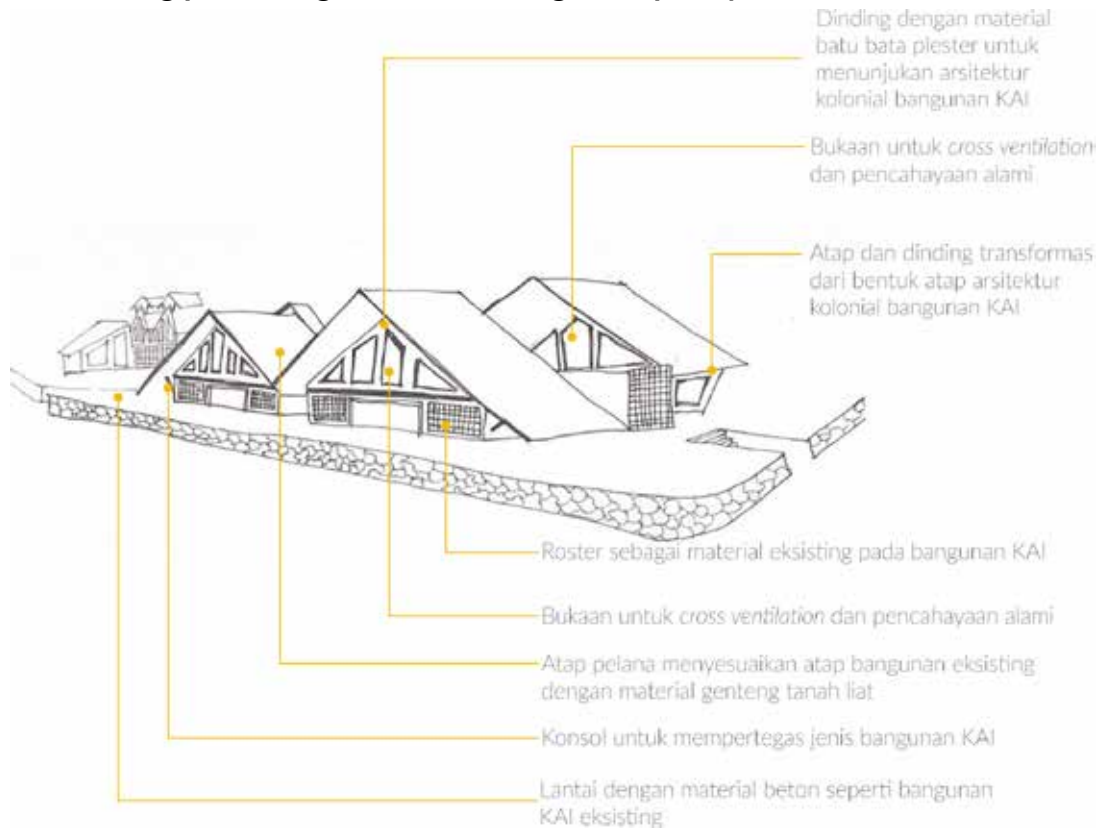 Dinding dengan material
batu bata plester untuk
menunjukan arsitektur
kolonial bangunan KAI
Bukaan untuk cross ventilation
dan pencahayaan alami
Atap dan dinding transformas
dari bentuk atap arsitektur
kolonial bangunan KAI
Roster sebagai material eksisting pada bangunan KAI
Bukaan untuk cross ventilation dan pencahayaan alami
Atap pelana menyesuaikan atap bangunan eksisting
dengan material genteng tanah liat
Konsol untuk mempertegas jenis bangunan KAI
Lantai dengan material beton seperti bangunan
KAI eksisting